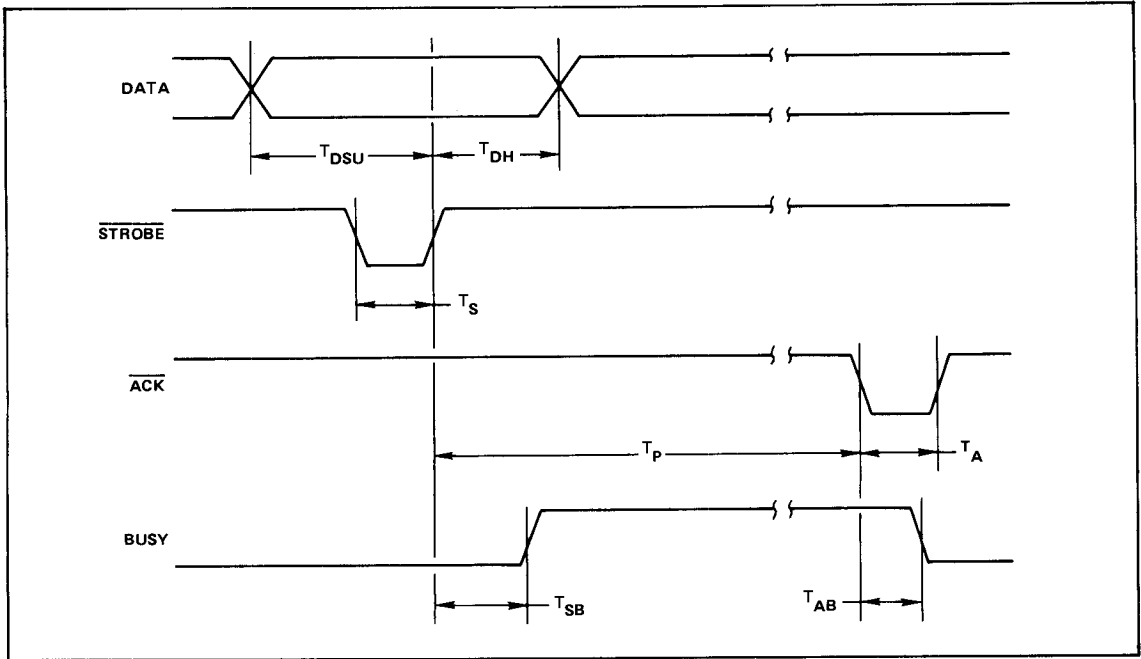 DATA
T_DSU
T_DH
STROBE
T_S
ACK
T_P
T_A
BUSY
T_SB
T_AB